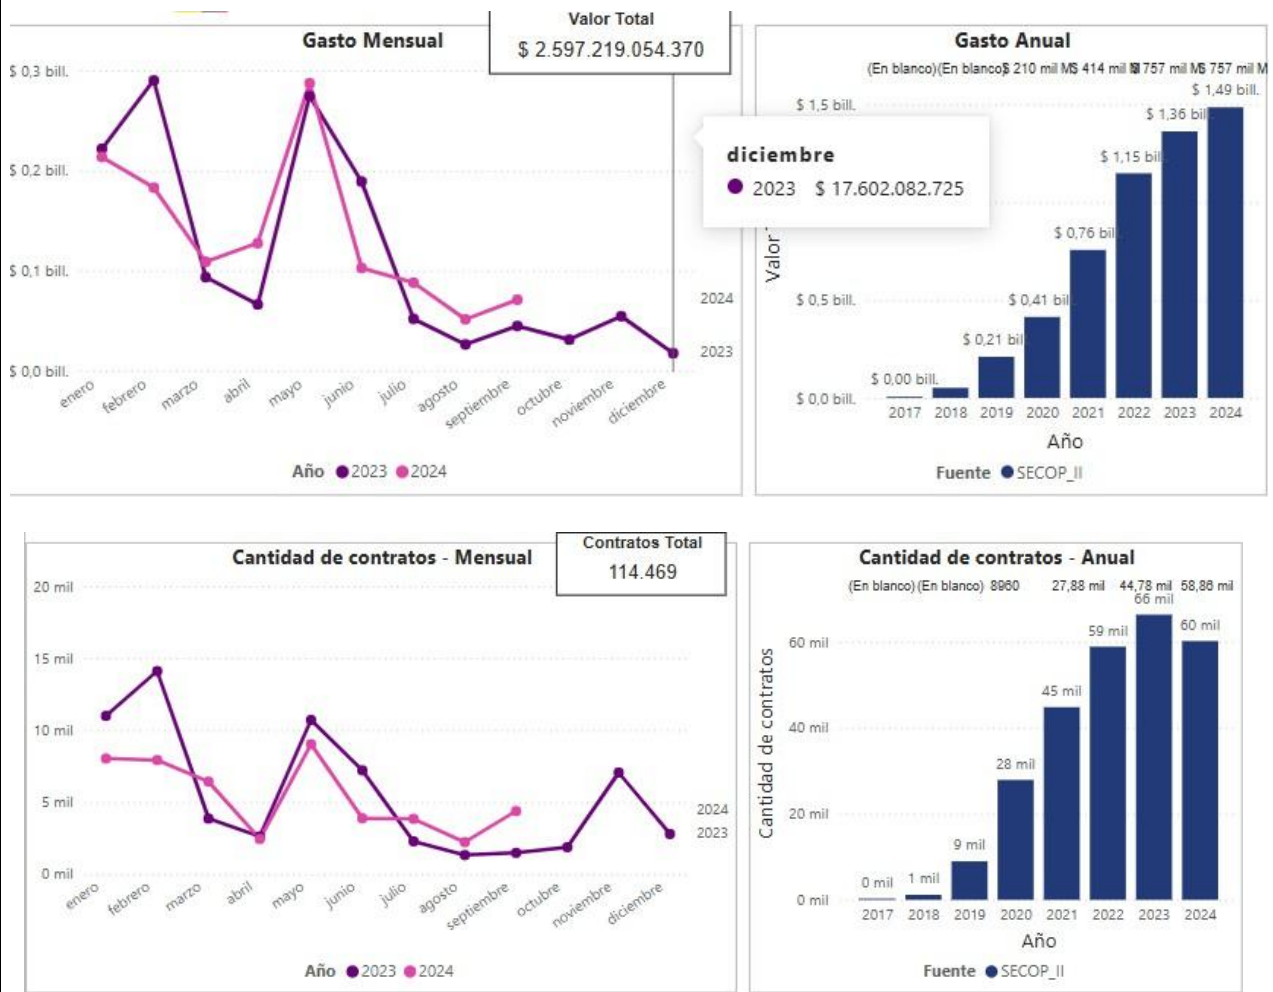 Valor Total
$ 2.597.219.054.370
Gasto Mensual
$ 0,3 bill.
$ 0,2 bill.
$ 0,1 bill.
$ 0,0 bill.
enero
febrero
marzo
abril
mayo
junio
julio
agosto
septiembre
octubre
noviembre
diciembre
2024
2023
Año 2023 2024
diciembre
2023 $ 17.602.082.725
Gasto Anual
(En blanco) (En blanco) $ 210 mil M $ 414 mil M 757 mil M $ 757 mil M
$ 1,5 bill.
$ 0,5 bill.
$ 0,0 bill.
Valor
$ 0,00 bill.
$ 0,21 bill
$ 0,41 bill
$ 0,76 bill
$ 1,15 bill
$ 1,36 bill
$ 1,49 bill.
2017 2018 2019 2020 2021 2022 2023 2024
Año
Fuente SECOP_II
Contratos Total
114.469
Cantidad de contratos - Mensual
20 mil
15 mil
10 mil
5 mil
0 mil
enero
febrero
marzo
abril
mayo
junio
julio
agosto
septiembre
octubre
noviembre
diciembre
2024
2023
Año 2023 2024
Cantidad de contratos - Anual
(En blanco) (En blanco) 8960 27,88 mil 44,78 mil 58,86 mil
60 mil
40 mil
20 mil
0 mil
Cantidad de contratos
0 mil
1 mil
9 mil
28 mil
45 mil
59 mil
66 mil
60 mil
2017 2018 2019 2020 2021 2022 2023 2024
Año
Fuente SECOP_II